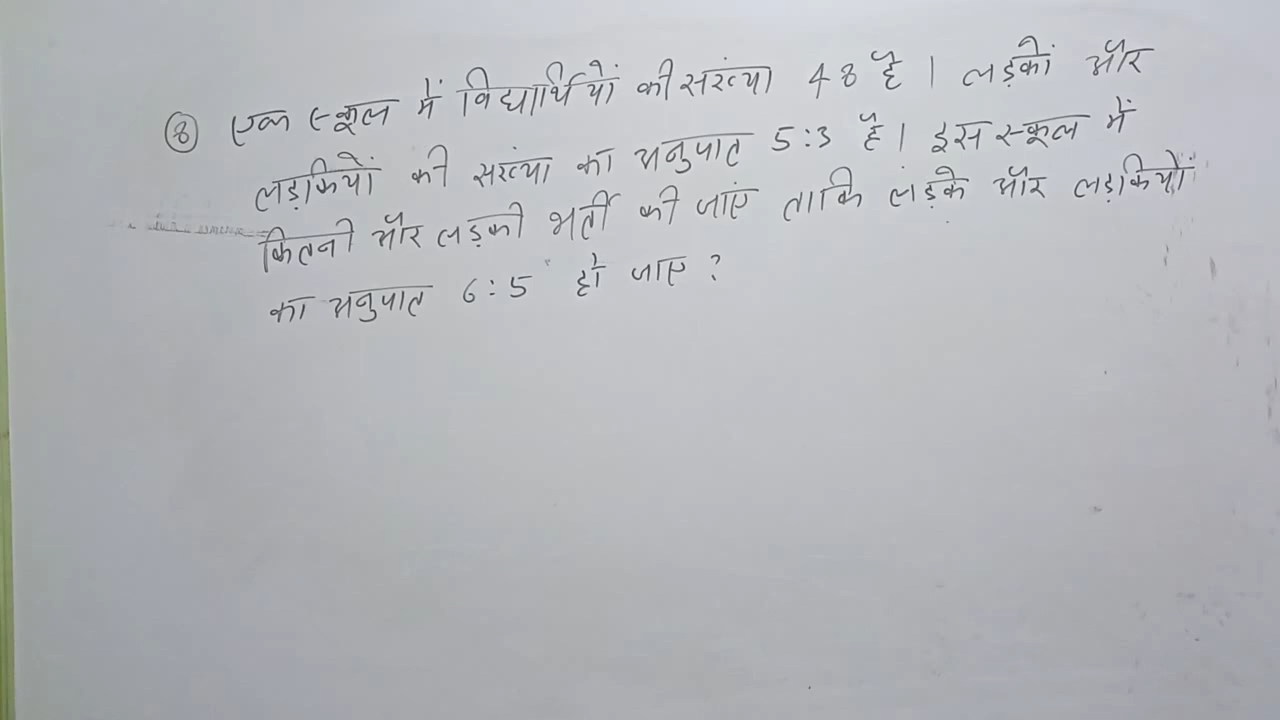 ⑧ एक स्कूल में विद्यार्थियों की संख्या 48 है । लड़कों और
लड़कियों की संख्या का अनुपात 5:3 है । इस स्कूल में
कितनी और लड़की भर्ती की जाएं ताकि लड़के और लड़कियों
का अनुपात 6:5 हो जाए ?